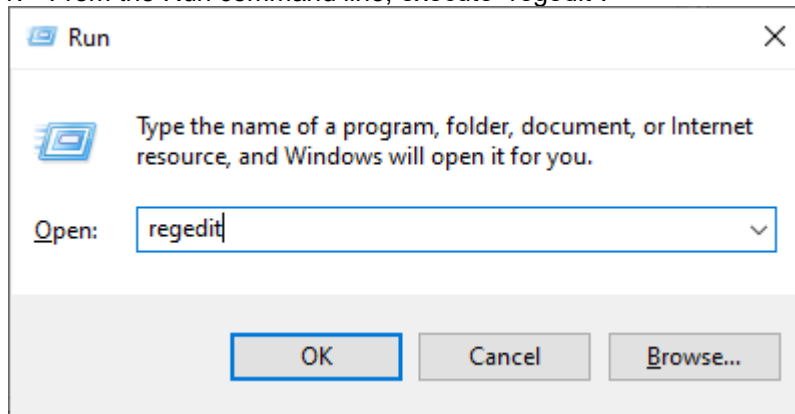 From the Run command line, execute "regedit".
Run
Type the name of a program, folder, document, or Internet
resource, and Windows will open it for you.
Open:
regedit
OK
Cancel
Browse...